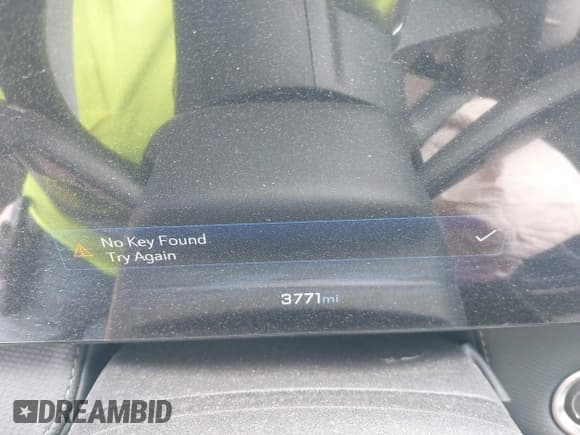 No Key Found
Try Again
3771mi
DREAMBID